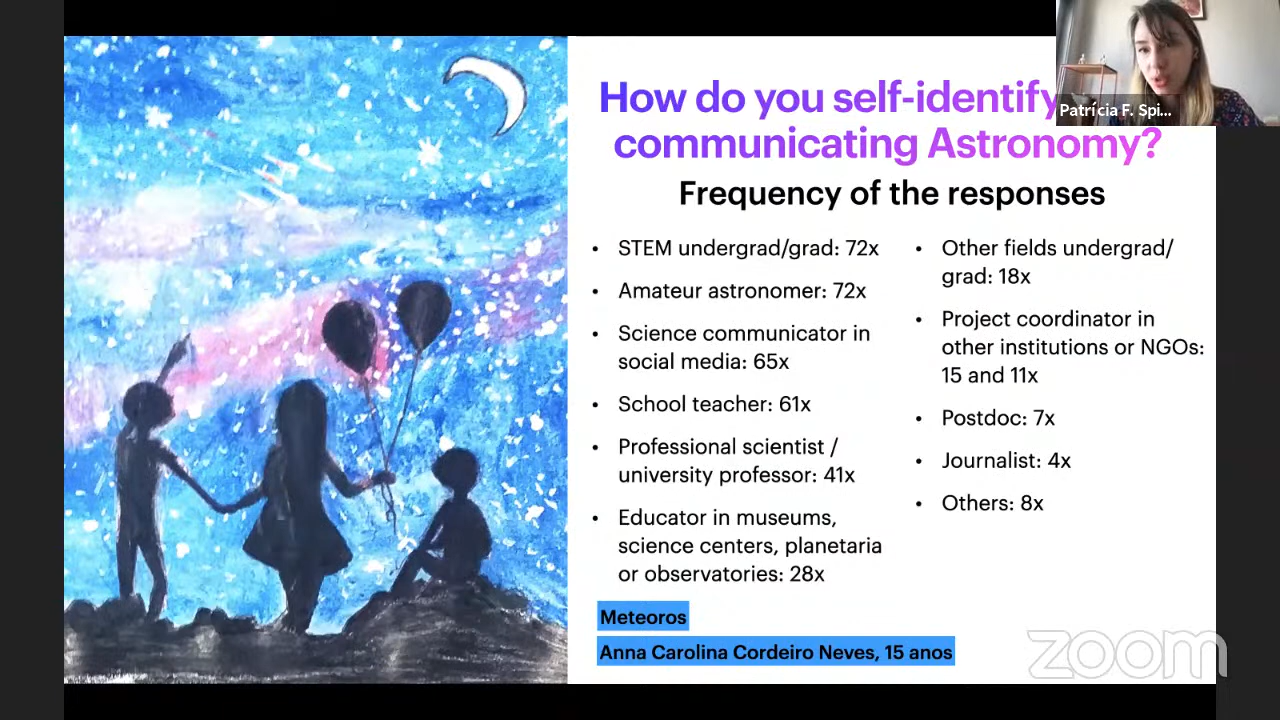 How do you self-identify
communicating Astronomy?
Frequency of the responses
• STEM undergrad/grad: 72x
• Amateur astronomer: 72x
• Science communicator in
social media: 65x
• School teacher: 61x
• Professional scientist /
university professor: 41x
• Educator in museums,
science centers, planetaria
or observatories: 28x
• Other fields undergrad/
grad: 18x
• Project coordinator in
other institutions or NGOs:
15 and 11x
• Postdoc: 7x
• Journalist: 4x
• Others: 8x
Meteoros
Anna Carolina Cordeiro Neves, 15 anos
Patrícia F. Spi...
zoom